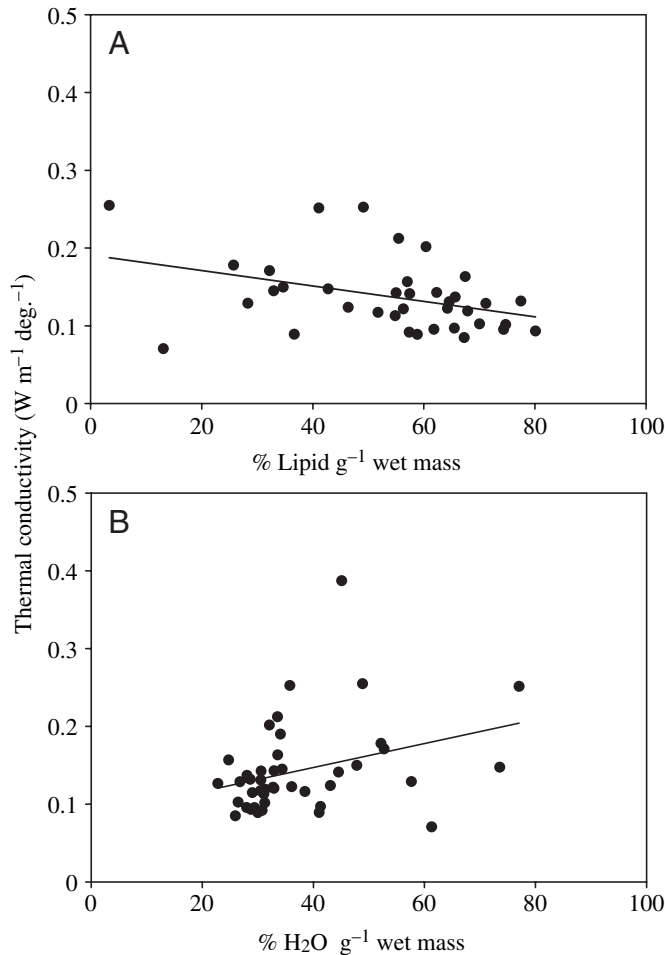 A
0.5
0.4
0.3
0.2
0.1
0
0 20 40 60 80 100
% Lipid g⁻¹ wet mass
Thermal conductivity (W m⁻¹ deg.⁻¹)
B
0.5
0.4
0.3
0.2
0.1
0
0 20 40 60 80 100
% H₂O g⁻¹ wet mass